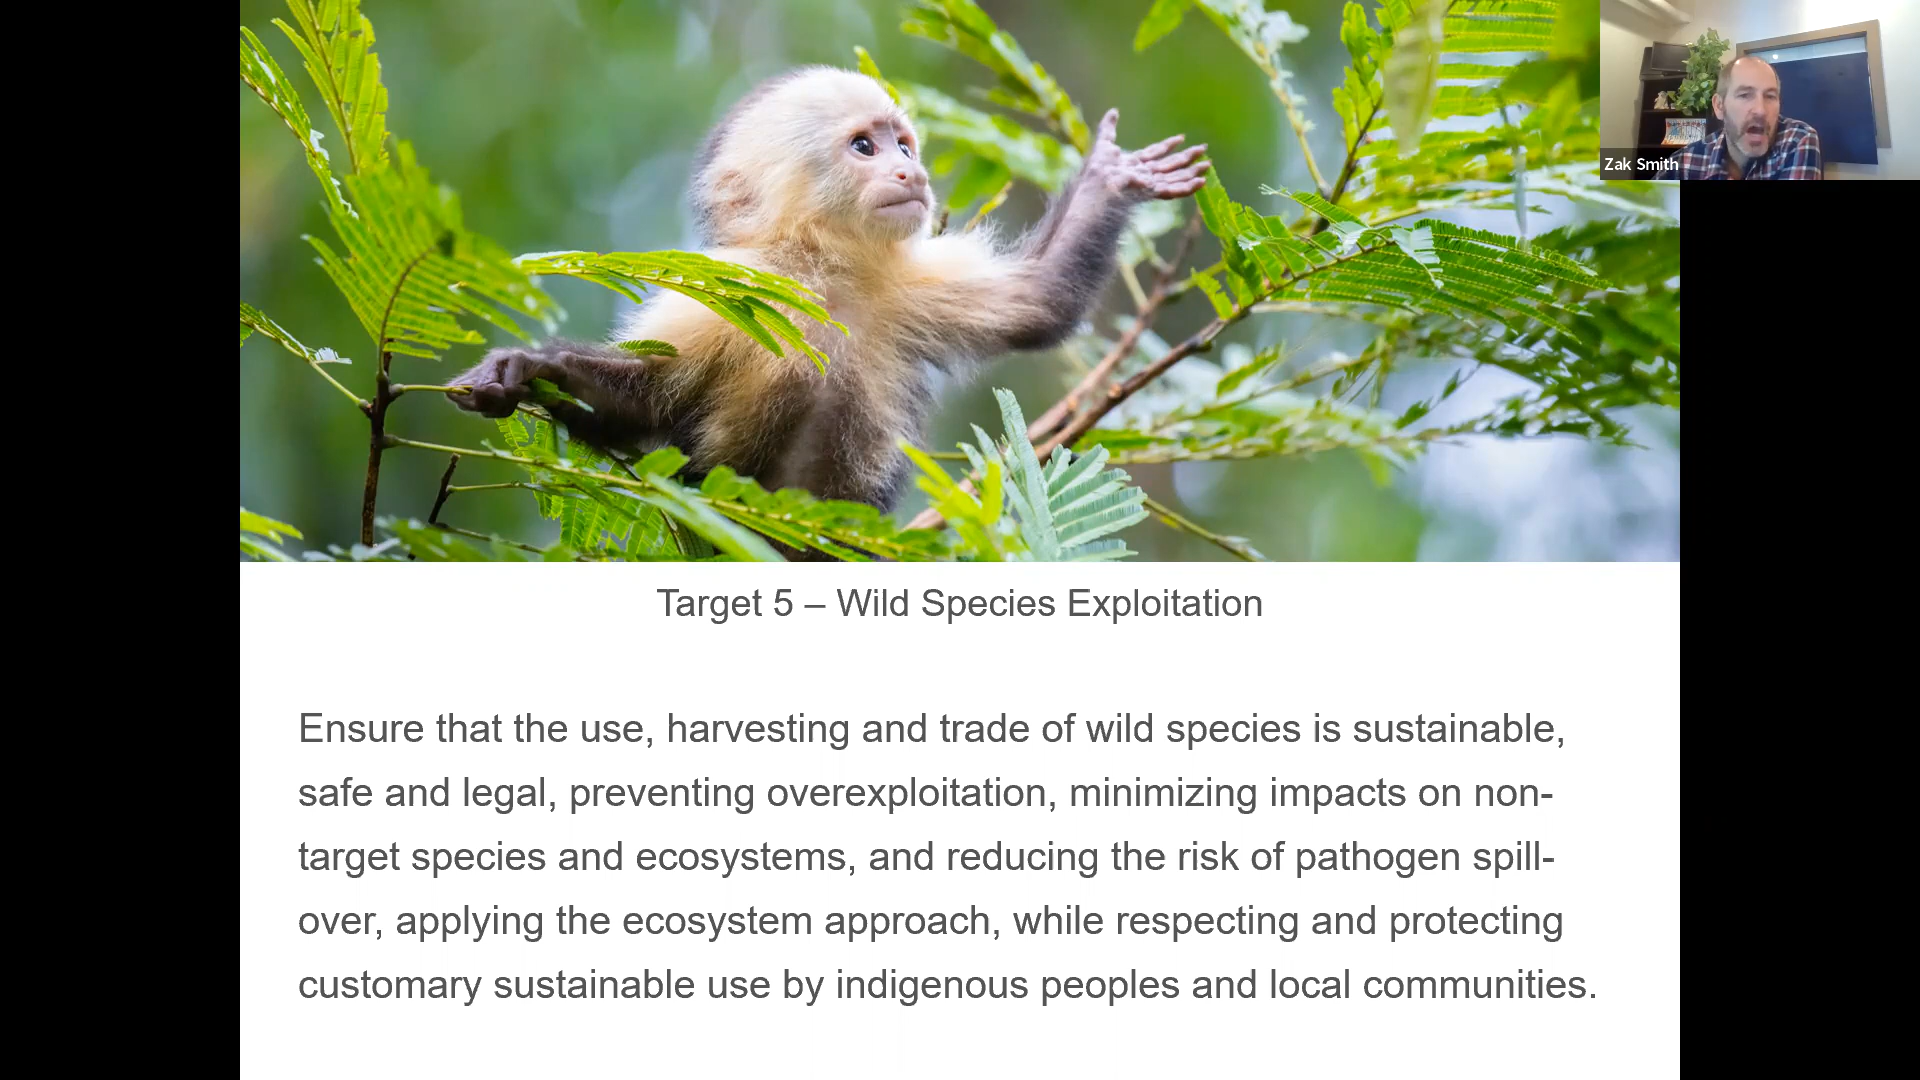 Zak Smith
Target 5 – Wild Species Exploitation
Ensure that the use, harvesting and trade of wild species is sustainable,
safe and legal, preventing overexploitation, minimizing impacts on non-
target species and ecosystems, and reducing the risk of pathogen spill-
over, applying the ecosystem approach, while respecting and protecting
customary sustainable use by indigenous peoples and local communities.